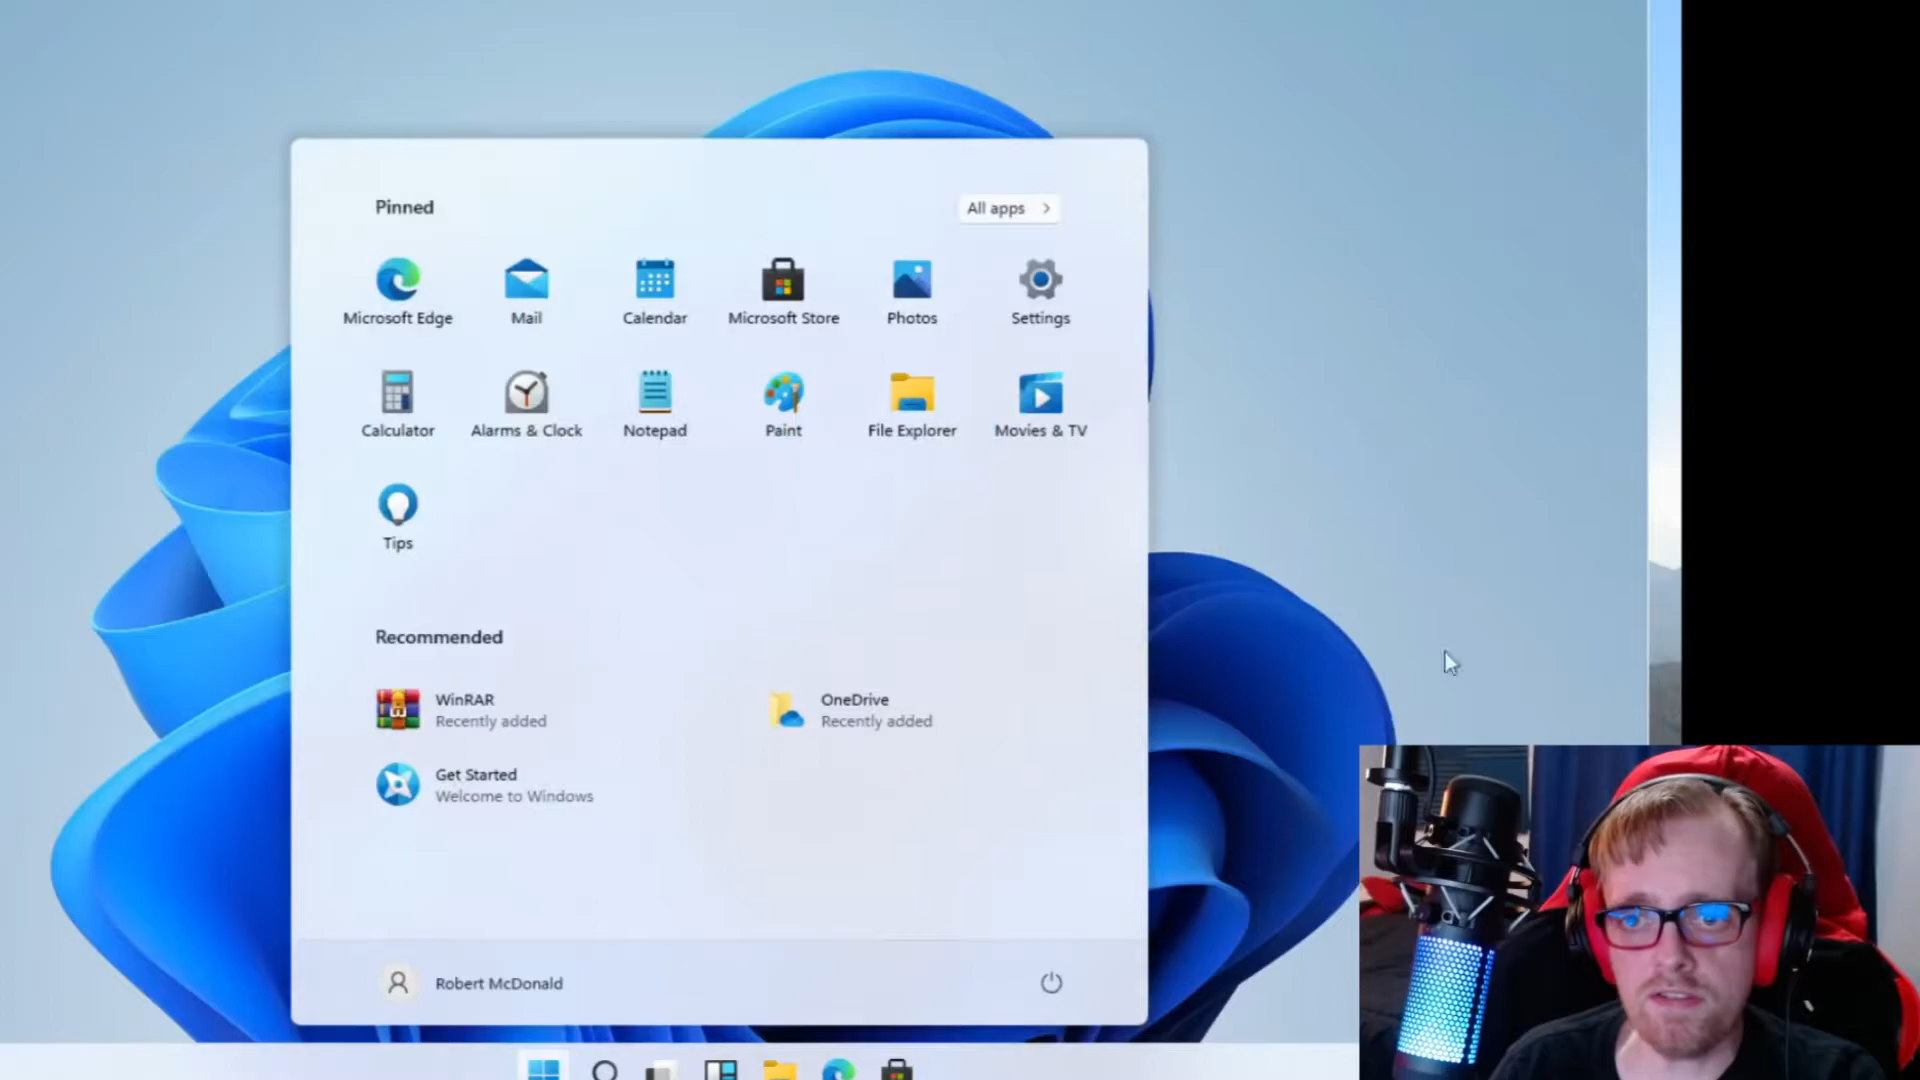 Pinned
All apps
Microsoft Edge
Mail
Calendar
Microsoft Store
Photos
Settings
Calculator
Alarms & Clock
Notepad
Paint
File Explorer
Movies & TV
Tips
Recommended
WinRAR
Recently added
OneDrive
Recently added
Get Started
Welcome to Windows
Robert McDonald